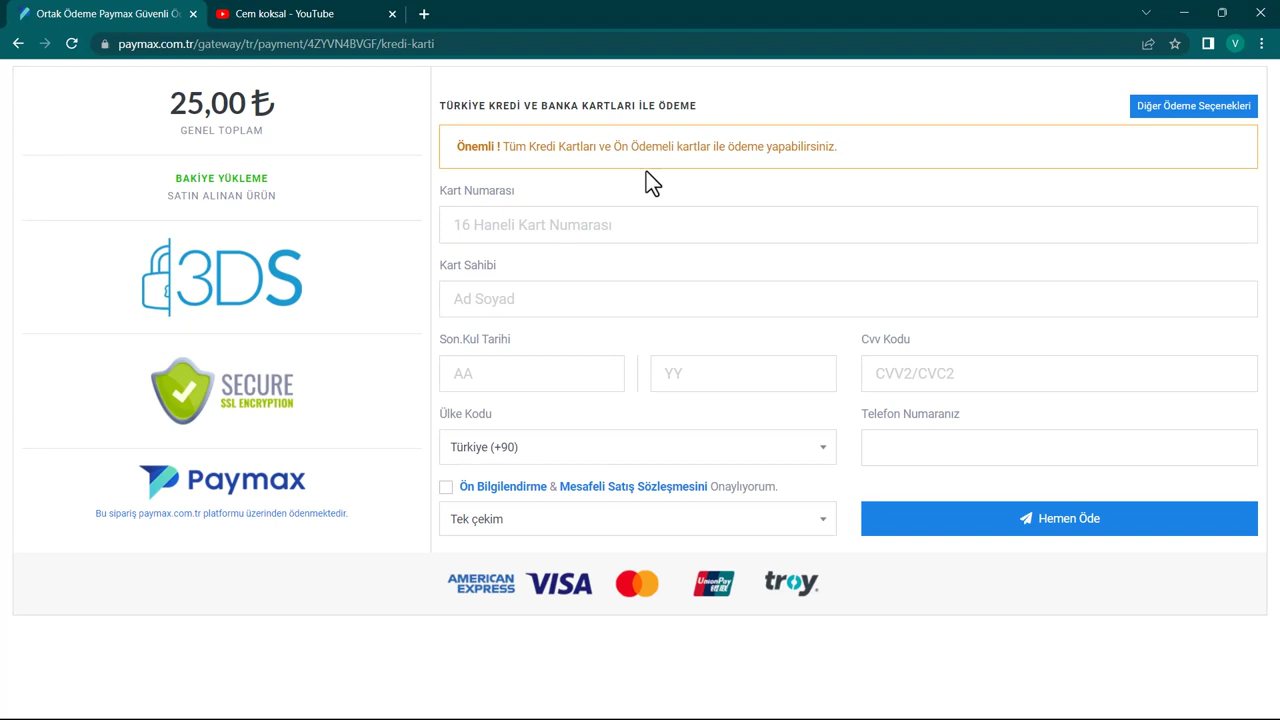 Ortak Ödeme Paymax Güvenli Ö
Cem koksal - YouTube
paymax.com.tr/gateway/tr/payment/4ZYVN4BVGF/kredi-karti
V
25,00 ₺
GENEL TOPLAM
BAKİYE YÜKLEME
SATIN ALINAN ÜRÜN
3DS
SECURE
SSL ENCRYPTION
Paymax
Bu sipariş paymax.com.tr platformu üzerinden ödenmektedir.
TÜRKİYE KREDİ VE BANKA KARTLARI İLE ÖDEME
Diğer Ödeme Seçenekleri
Önemli ! Tüm Kredi Kartları ve Ön Ödemeli kartlar ile ödeme yapabilirsiniz.
Kart Numarası
16 Haneli Kart Numarası
Kart Sahibi
Ad Soyad
Son.Kul Tarihi
Cvv Kodu
AA
YY
CVV2/CVC2
Ülke Kodu
Telefon Numaranız
Türkiye (+90)
Ön Bilgilendirme & Mesafeli Satış Sözleşmesini Onaylıyorum.
Tek çekim
Hemen Öde
AMERICAN EXPRESS
VISA
UnionPay
银联
troy